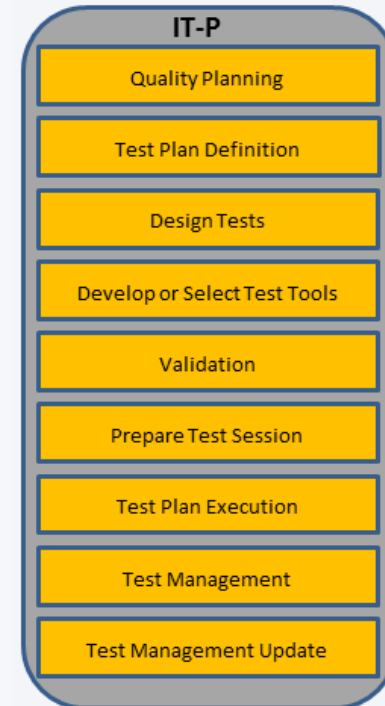 IT-P
Quality Planning
Test Plan Definition
Design Tests
Develop or Select Test Tools
Validation
Prepare Test Session
Test Plan Execution
Test Management
Test Management Update